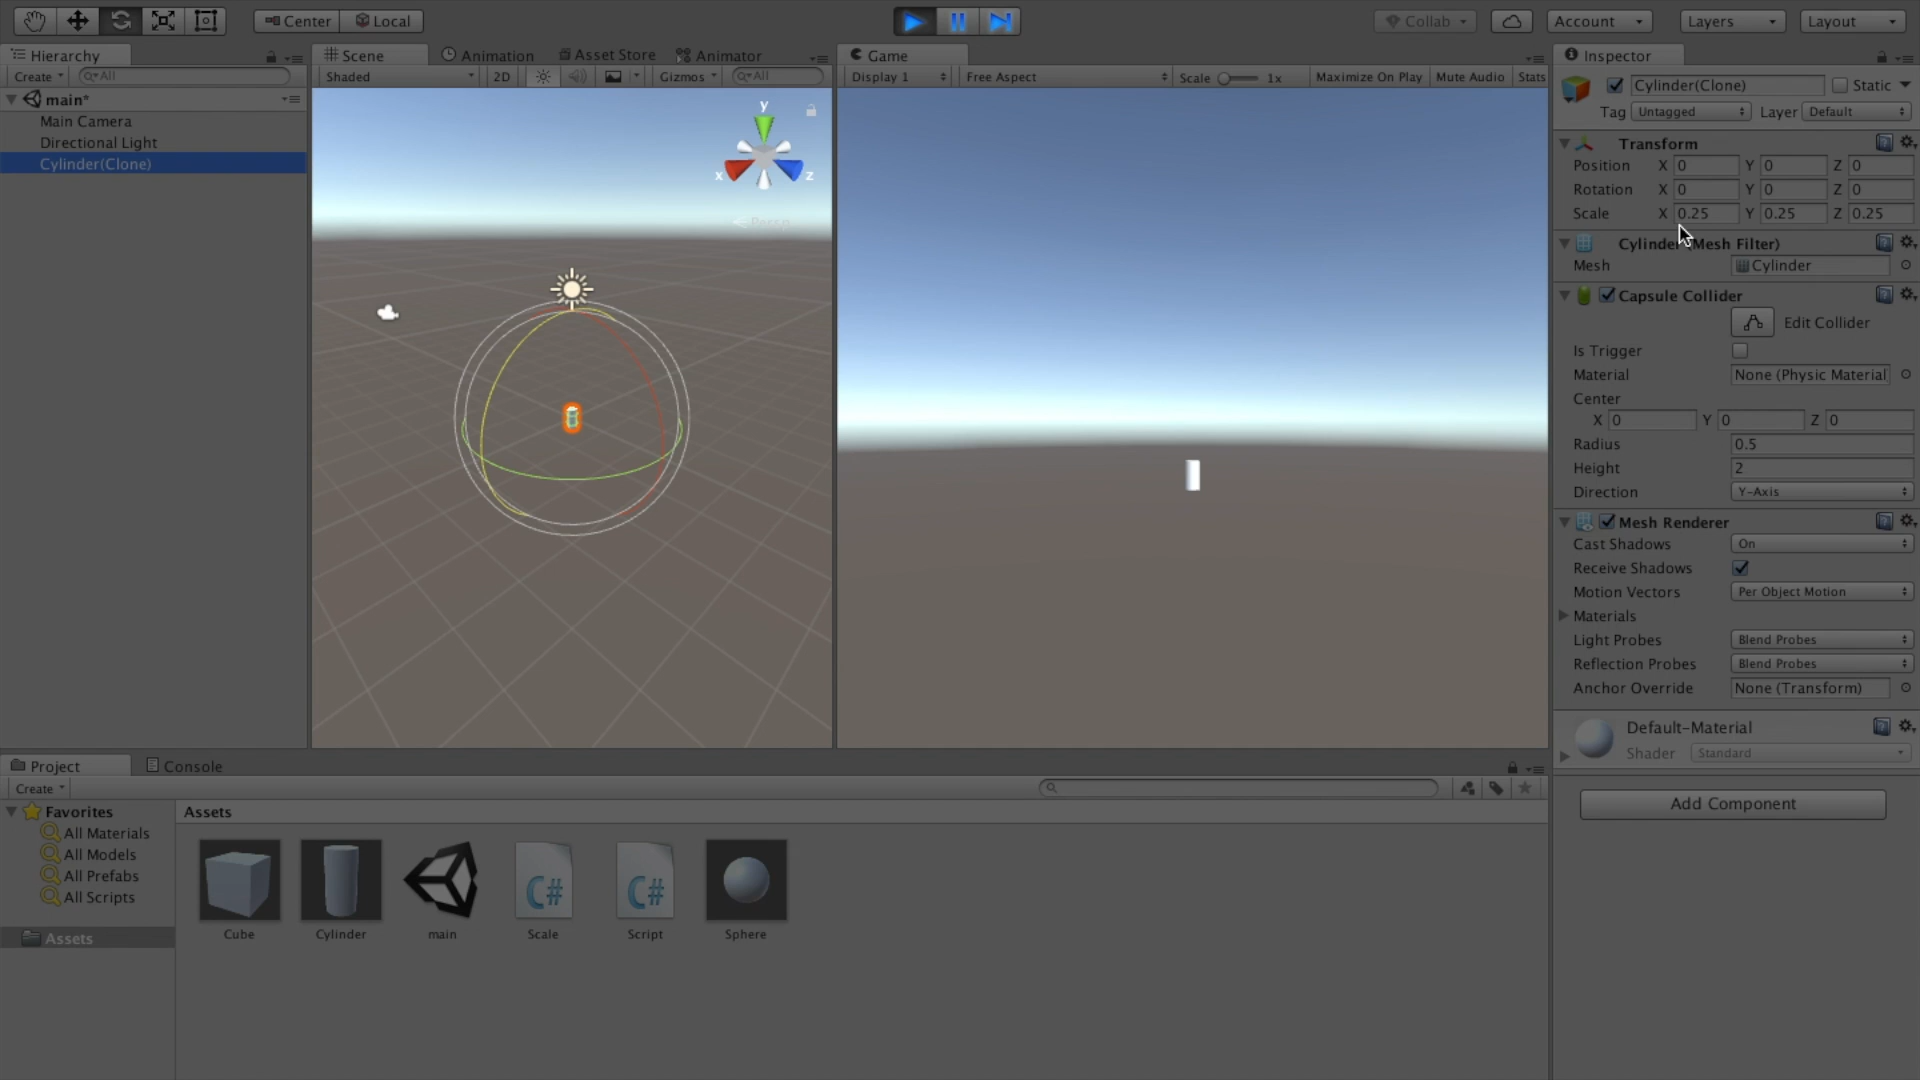 Center Local Collab Account Layers Layout
Hierarchy Scene Animation Asset Store Animator Game Inspector
Create All Shaded 2D Gizmos All Display 1 Free Aspect Scale 1x Maximize On Play Mute Audio Stats
Cylinder(Clone) Static
Tag Untagged Layer Default
main*
Main Camera
Directional Light
Cylinder(Clone)
y
x z
Persp
Transform
Position X 0 Y 0 Z 0
Rotation X 0 Y 0 Z 0
Scale X 0.25 Y 0.25 Z 0.25
Cylinder (Mesh Filter)
Mesh Cylinder
Capsule Collider
Edit Collider
Is Trigger
Material None (Physic Material
Center
X 0 Y 0 Z 0
Radius 0.5
Height 2
Direction Y-Axis
Mesh Renderer
Cast Shadows On
Receive Shadows
Motion Vectors Per Object Motion
Materials
Light Probes Blend Probes
Reflection Probes Blend Probes
Anchor Override None (Transform)
Default-Material
Shader Standard
Add Component
Project Console
Create
Favorites
All Materials
All Models
All Prefabs
All Scripts
Assets
Assets
C# C#
Cube Cylinder main Scale Script Sphere